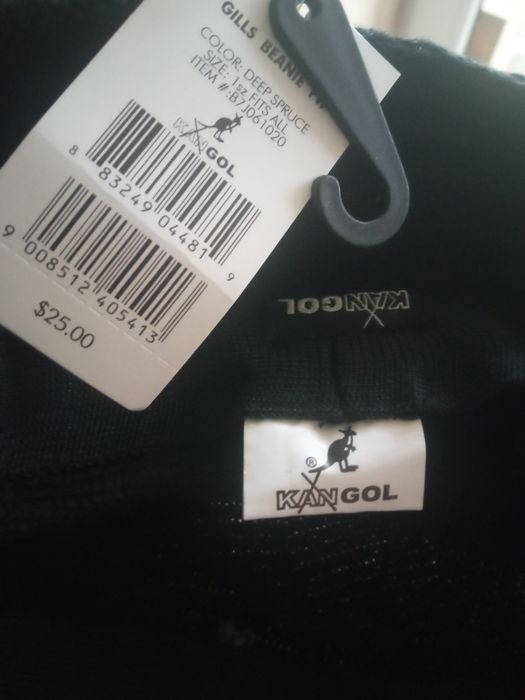 GILLS BEANIE
COLOR: DEEP SPRUCE
SIZE: 1sz FITS ALL
ITEM #:B7J061020
KANGOL
8 83249 04481 9
9 008512 405413
$25.00
KANGOL
® KANGOL